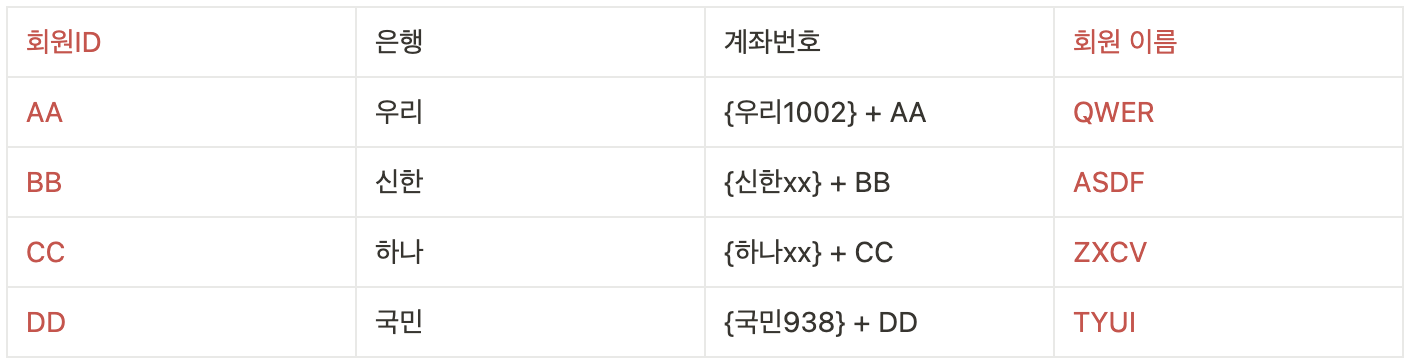 회원ID 은행 계좌번호 회원 이름
AA 우리 {우리1002} + AA QWER
BB 신한 {신한xx} + BB ASDF
CC 하나 {하나xx} + CC ZXCV
DD 국민 {국민938} + DD TYUI